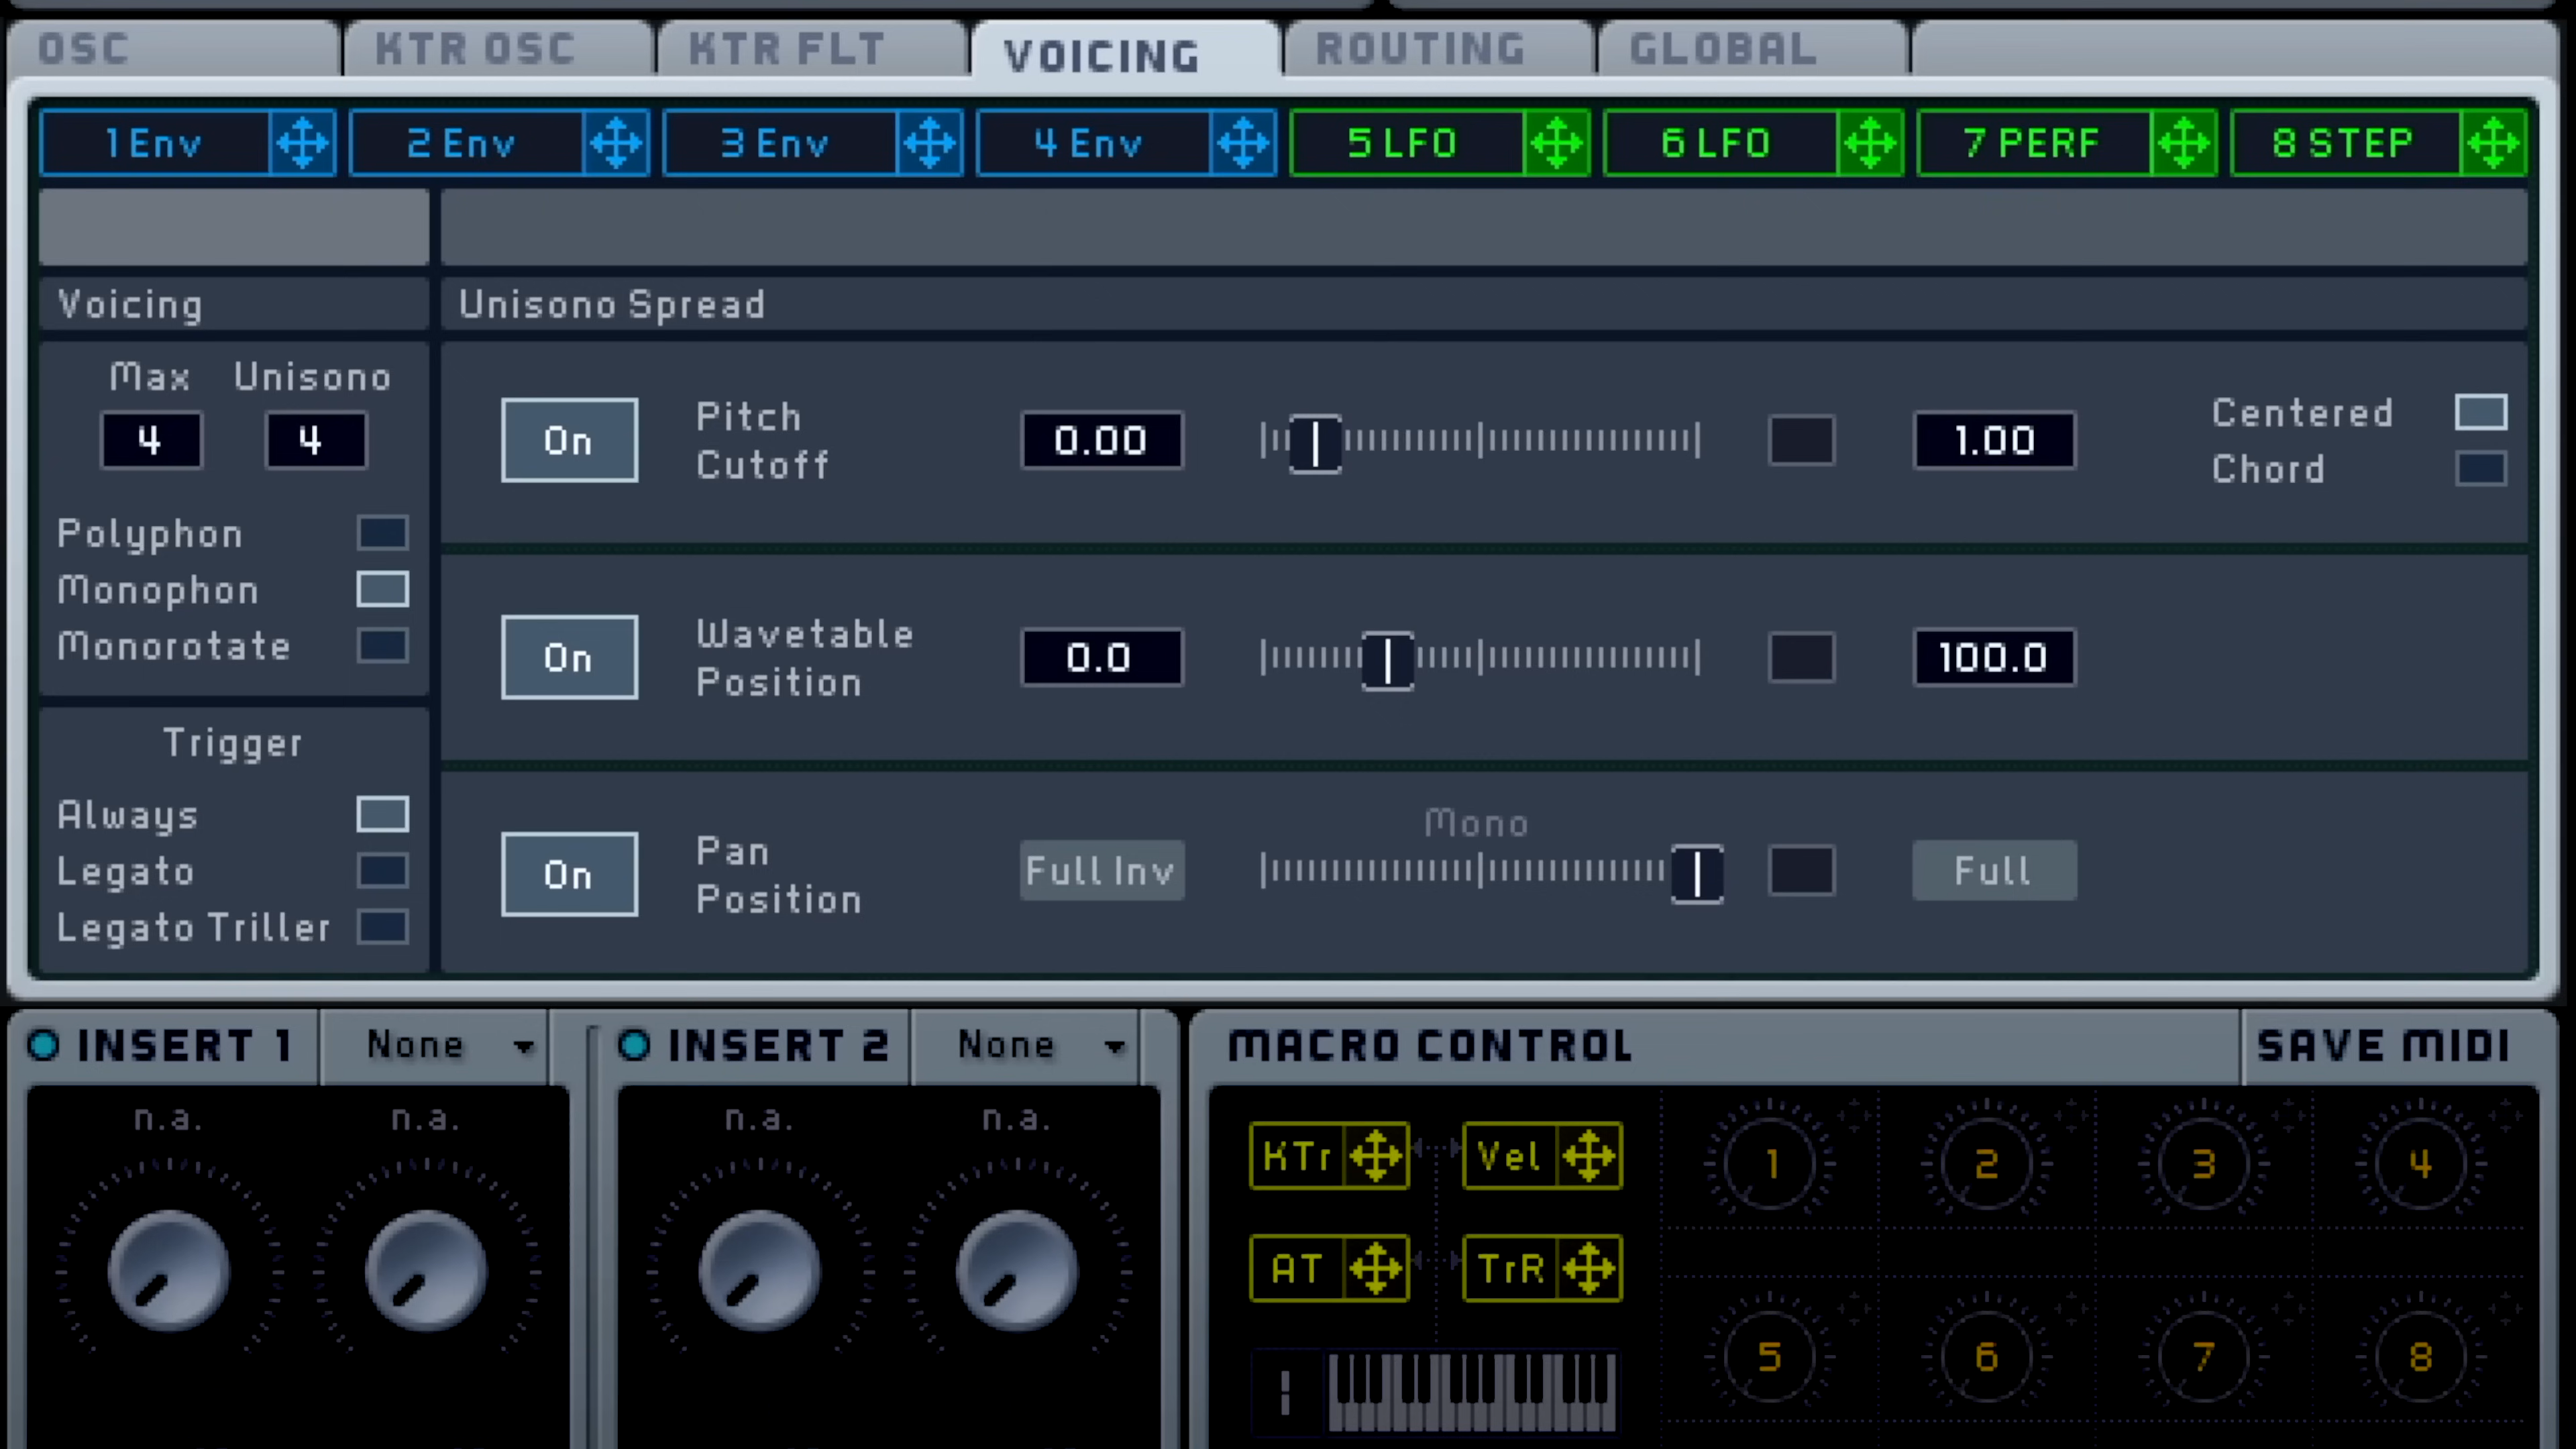 OSC KTR OSC KTR FLT VOICING ROUTING GLOBAL
1 Env 2 Env 3 Env 4 Env 5 LFO 6 LFO 7 PERF 8 STEP
Voicing Unisono Spread
Max Unisono
4 4
Polyphon
Monophon
Monorotate
On Pitch Cutoff 0.00 1.00 Centered
Chord
On Wavetable Position 0.0 100.0
Trigger
Always
Legato
Legato Triller
Mono
On Pan Position Full Inv Full
INSERT 1 None INSERT 2 None MACRO CONTROL SAVE MIDI
n.a. n.a. n.a. n.a.
KTr Vel 1 2 3 4
AT TrR
5 6 7 8